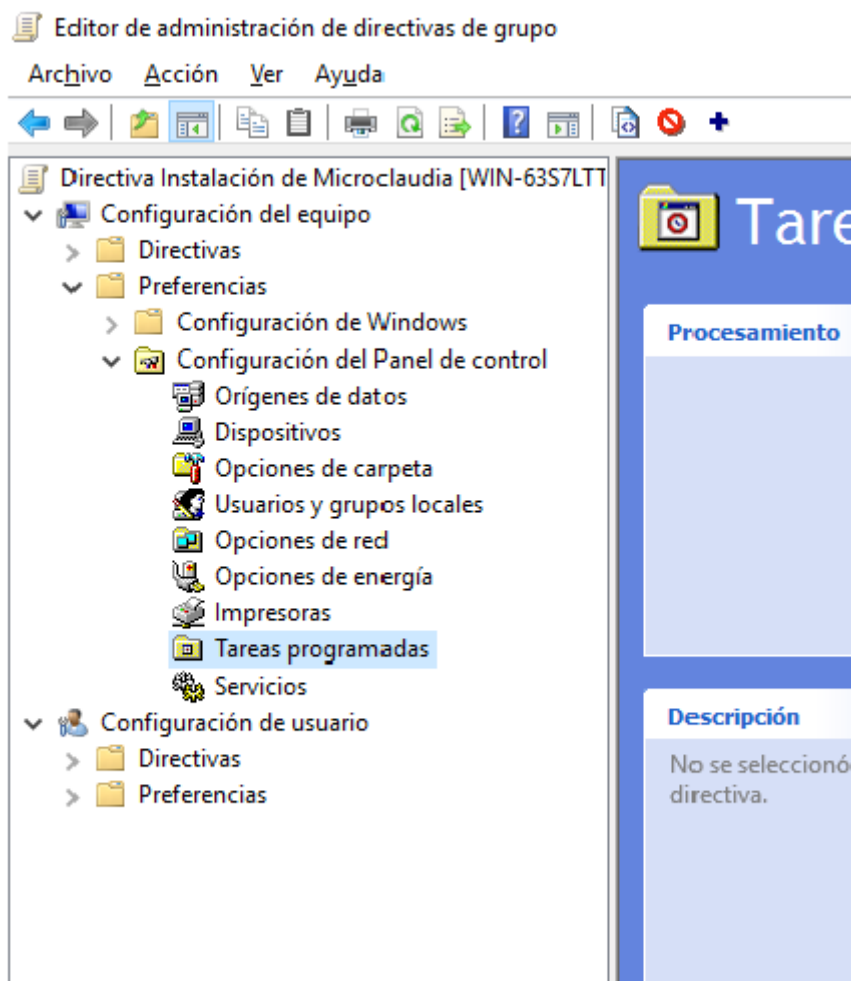 Editor de administración de directivas de grupo
Archivo Acción Ver Ayuda
Directiva Instalación de Microclaudia [WIN-63S7LTT
Configuración del equipo
Directivas
Preferencias
Configuración de Windows
Configuración del Panel de control
Orígenes de datos
Dispositivos
Opciones de carpeta
Usuarios y grupos locales
Opciones de red
Opciones de energía
Impresoras
Tareas programadas
Servicios
Configuración de usuario
Directivas
Preferencias
Tare
Procesamiento
Descripción
No se seleccionó
directiva.